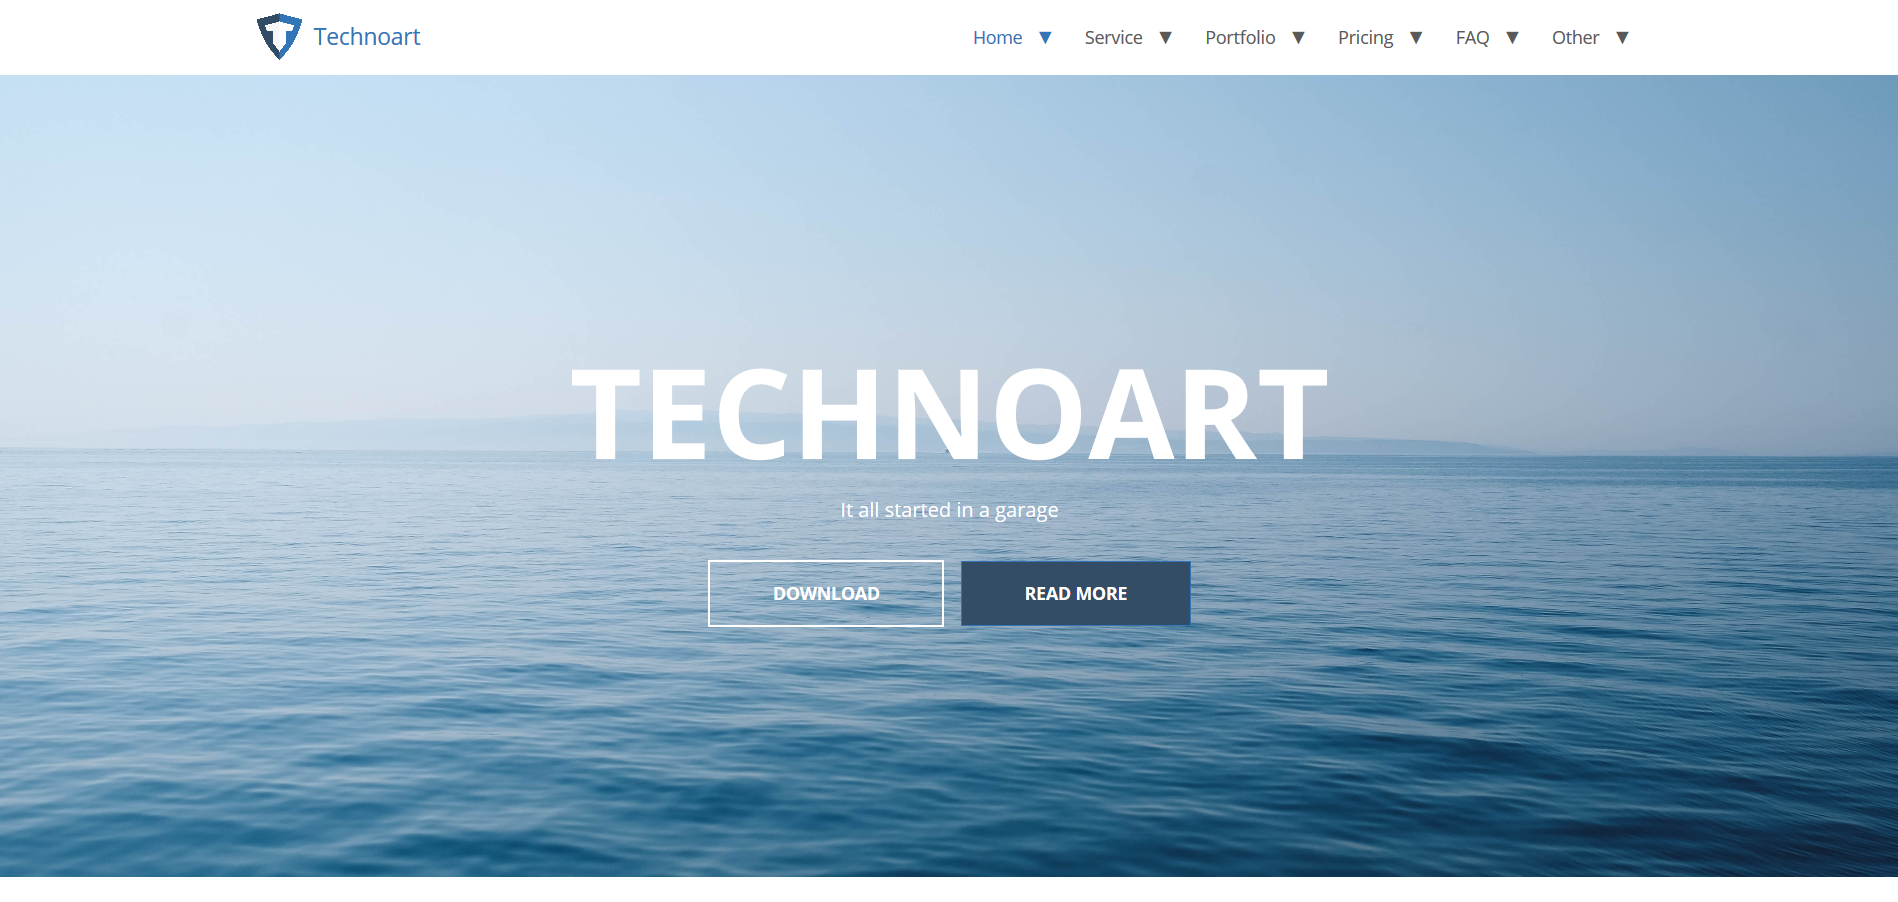 Technoart
Home ▼ Service ▼ Portfolio ▼ Pricing ▼ FAQ ▼ Other ▼
TECHNOART
It all started in a garage
DOWNLOAD READ MORE